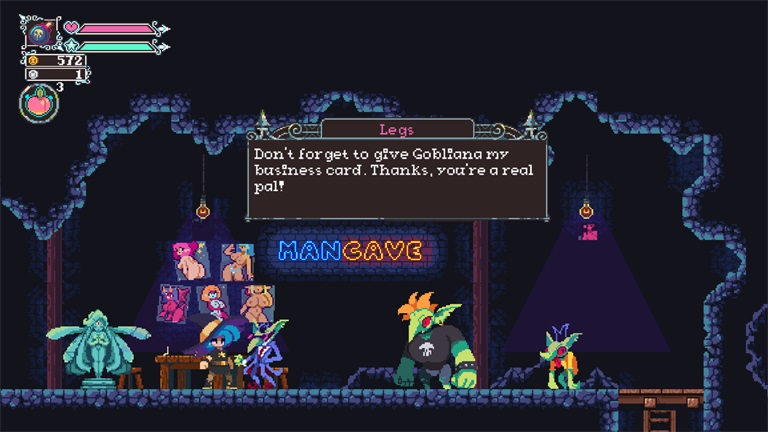 572
1
3
Legs
Don't forget to give Gobliana my
business card. Thanks, you're a real
pal!
MANCAVE